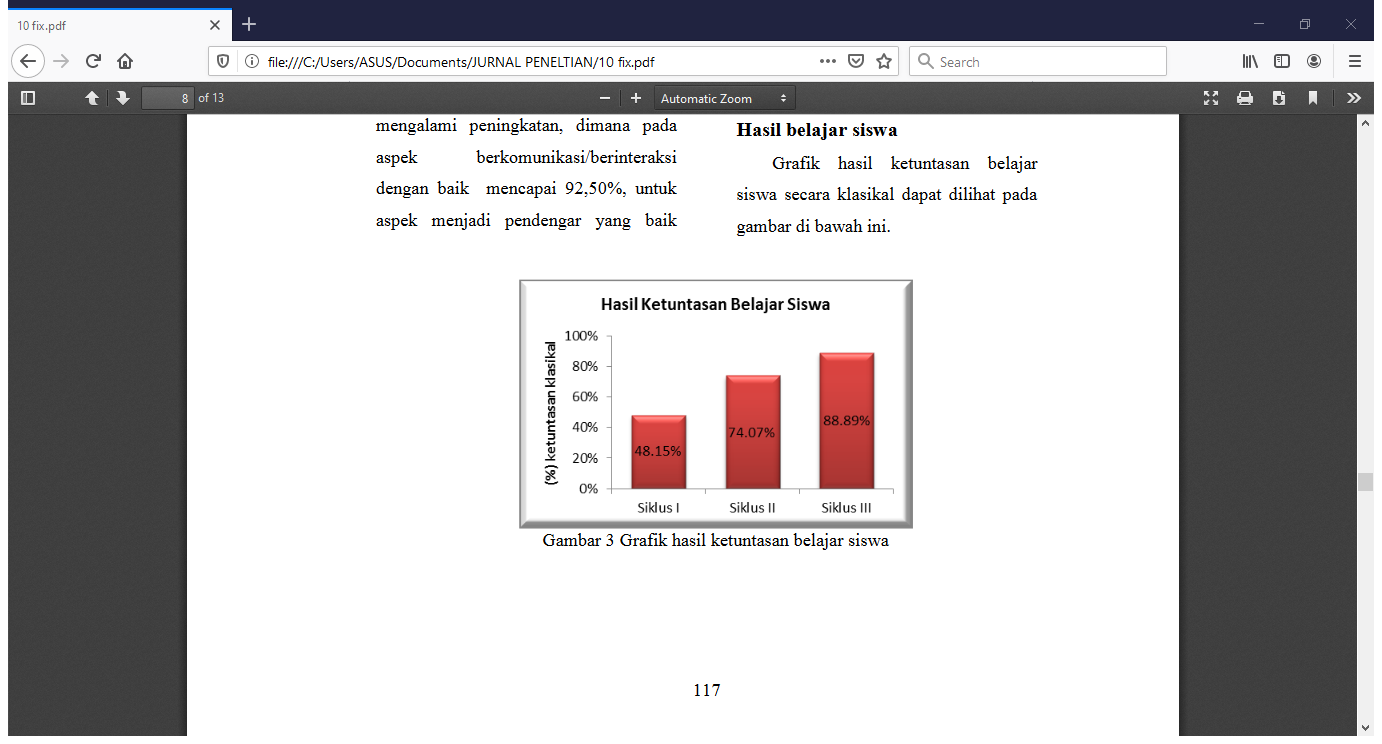 10 fix.pdf
file:///C:/Users/ASUS/Documents/JURNAL PENELTIAN/10 fix.pdf
Search
8 of 13
Automatic Zoom
mengalami peningkatan, dimana pada
aspek berkomunikasi/berinteraksi
dengan baik mencapai 92,50%, untuk
aspek menjadi pendengar yang baik
Hasil belajar siswa
Grafik hasil ketuntasan belajar
siswa secara klasikal dapat dilihat pada
gambar di bawah ini.
Hasil Ketuntasan Belajar Siswa
(%) ketuntasan klasikal
100%
80%
60%
40%
20%
0%
48.15%
74.07%
88.89%
Siklus I
Siklus II
Siklus III
Gambar 3 Grafik hasil ketuntasan belajar siswa
117